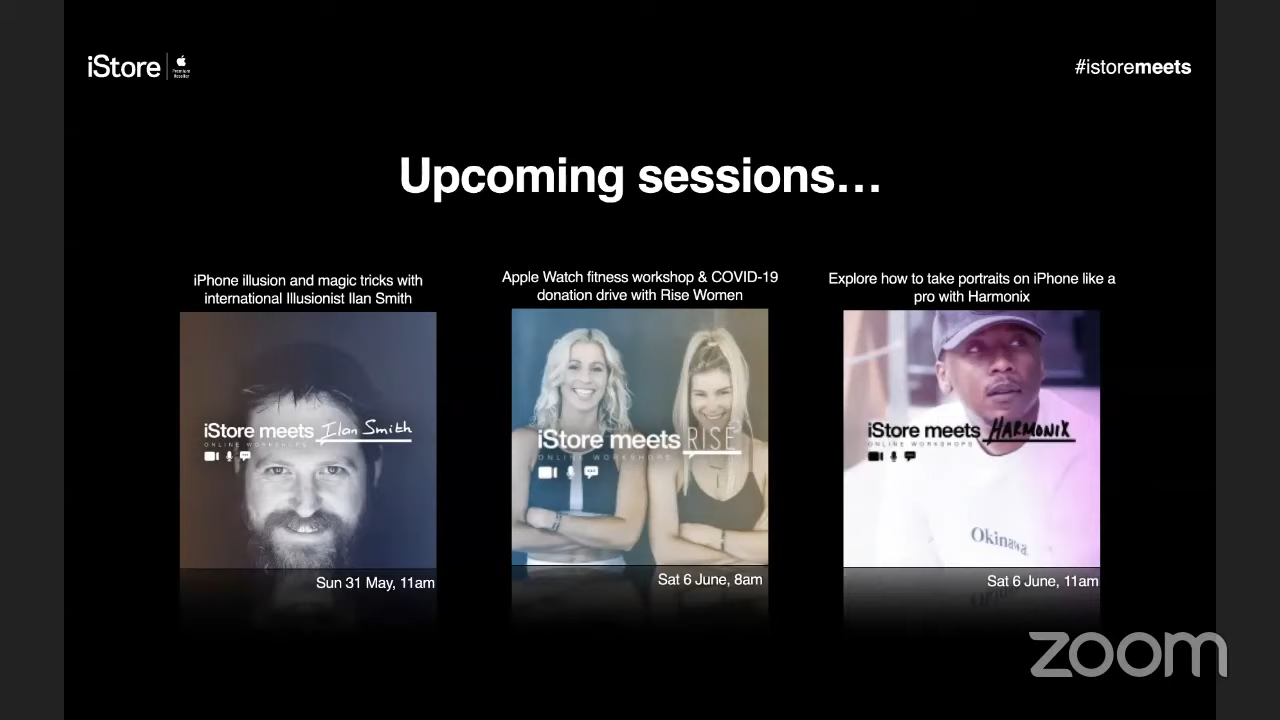 iStore
Premium
Reseller
#istoremeets
Upcoming sessions…
iPhone illusion and magic tricks with
international Illusionist Ilan Smith
iStore meets Ilan Smith
ONLINE WORKSHOPS
Sun 31 May, 11am
Apple Watch fitness workshop & COVID-19
donation drive with Rise Women
iStore meets RISE
ONLINE WORKSHOPS
Sat 6 June, 8am
Explore how to take portraits on iPhone like a
pro with Harmonix
iStore meets HARMONIX
ONLINE WORKSHOPS
Okinawa
Sat 6 June, 11am
zoom